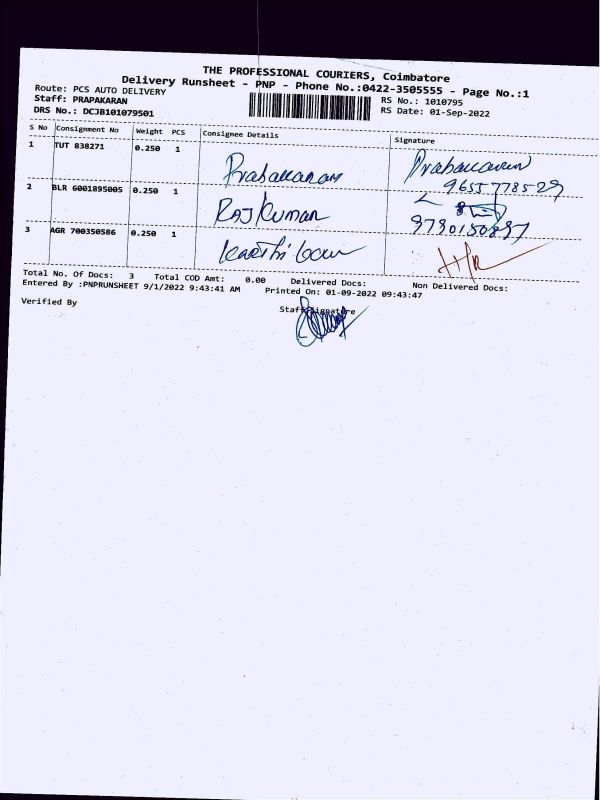 THE PROFESSIONAL COURIERS, Coimbatore
Delivery Runsheet - PNP - Phone No.:0422-3505555 - Page No.:1
Route: PCS AUTO DELIVERY
RS No.: 1010795
Staff: PRAPAKARAN
RS Date: 01-Sep-2022
DRS No.: DCJB101079501
S No Consignment No Weight PCS Consignee Details Signature
1 TUT 838271 0.250 1 Prabakaran Prabakaran
9655778529
2 BLR 6001895005 0.250 1 RAJKumar
9790150897
3 AGR 700350586 0.250 1
Total No. Of Docs: 3 Total COD Amt: 0.00 Delivered Docs: Non Delivered Docs:
Entered By :PNPRUNSHEET 9/1/2022 9:43:41 AM Printed On: 01-09-2022 09:43:47
Verified By Staff Signature